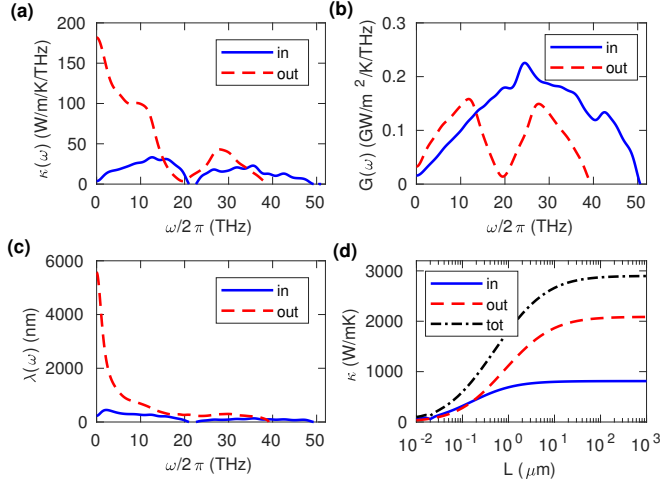 (a)
200
150
100
50
0
κ(ω) (W/m/K/THz)
in
out
0 10 20 30 40 50
ω/2 π (THz)
(b)
0.3
0.2
0.1
0
G(ω) (GW/m²/K/THz)
in
out
0 10 20 30 40 50
ω/2 π (THz)
(c)
6000
4000
2000
0
λ(ω) (nm)
in
out
0 10 20 30 40 50
ω/2 π (THz)
(d)
3000
2000
1000
0
κ (W/mK)
in
out
tot
10⁻² 10⁻¹ 10⁰ 10¹ 10² 10³
L (μm)